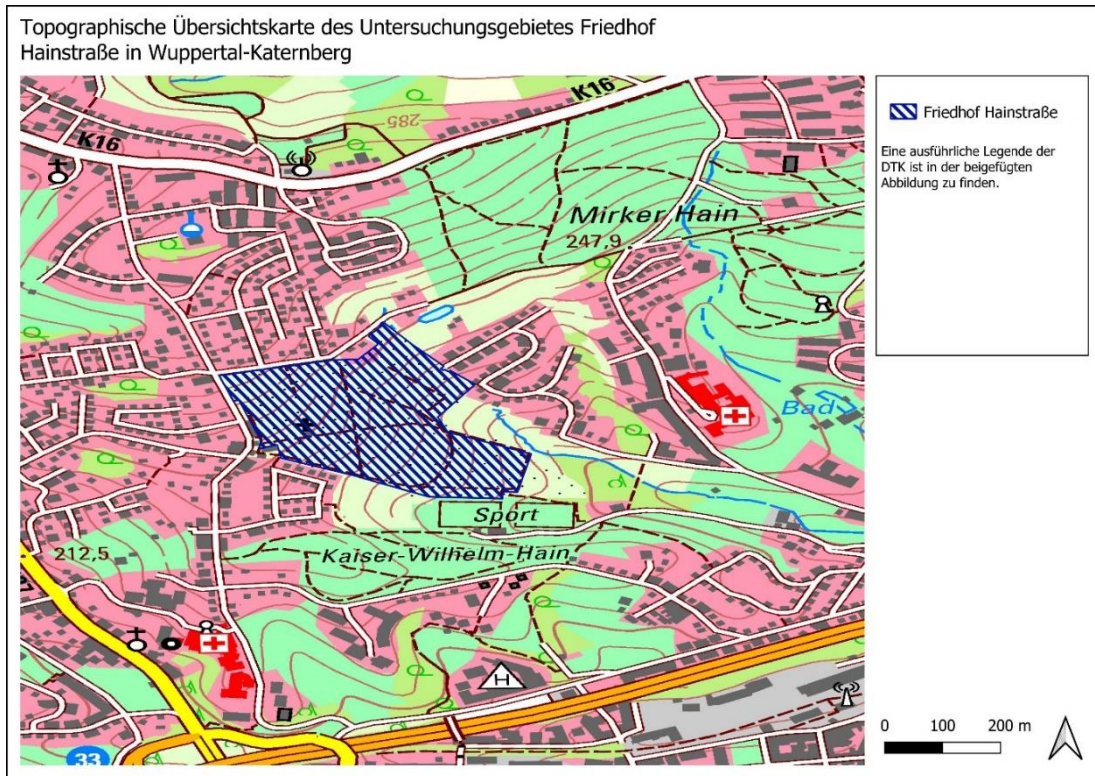 Topographische Übersichtskarte des Untersuchungsgebietes Friedhof
Hainstraße in Wuppertal-Katernberg
Friedhof Hainstraße
Eine ausführliche Legende der
DTK ist in der beigefügten
Abbildung zu finden.
K16
K16
285
Mirker Hain
247,9
Bad
Sport
Kaiser-Wilhelm-Hain
212,5
H
33
0 100 200 m